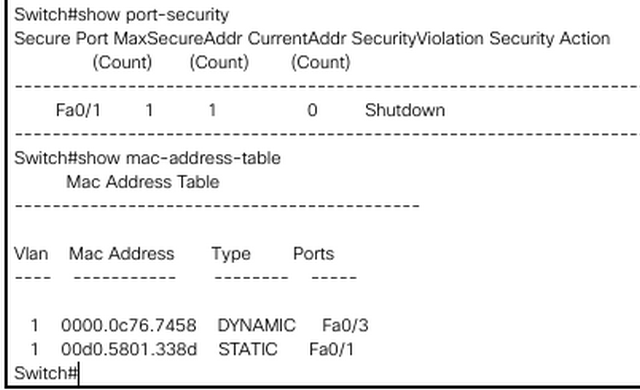 Switch#show port-security
Secure Port MaxSecureAddr CurrentAddr SecurityViolation Security Action
(Count) (Count) (Count)
--------------------------------------------------------------------
Fa0/1 1 1 0 Shutdown
--------------------------------------------------------------------
Switch#show mac-address-table
Mac Address Table
-------------------------------------------
Vlan Mac Address Type Ports
---- ----------- -------- -----
1 0000.0c76.7458 DYNAMIC Fa0/3
1 00d0.5801.338d STATIC Fa0/1
Switch#